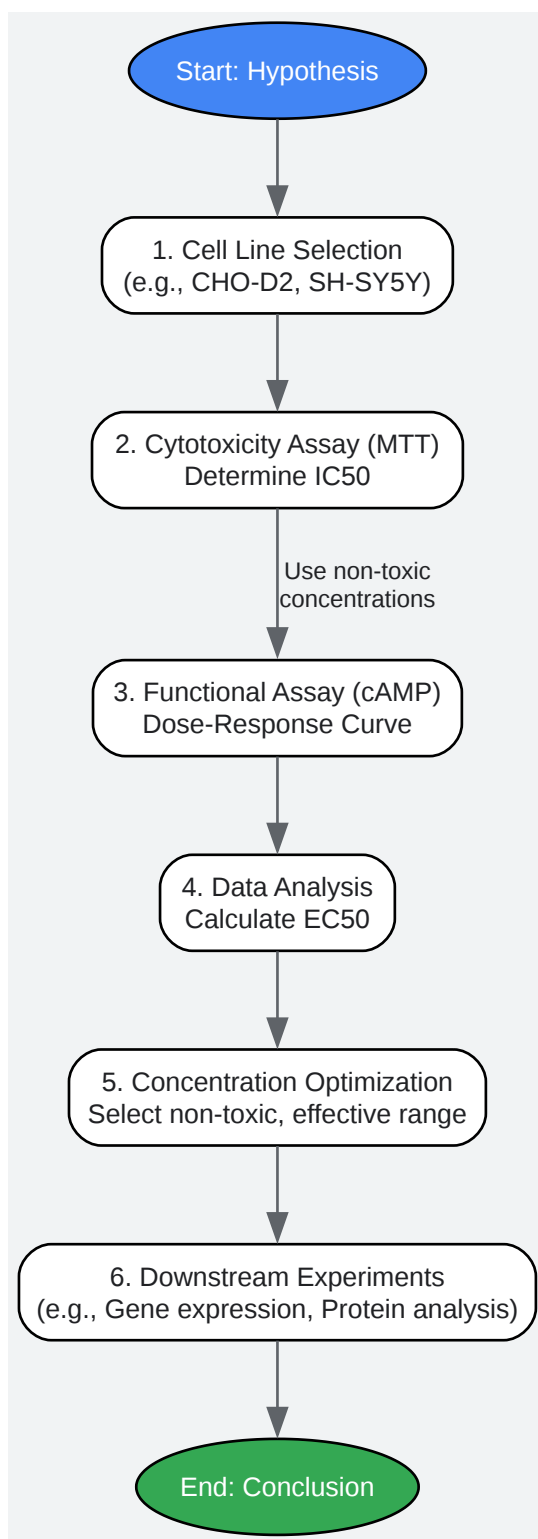 Start: Hypothesis
1. Cell Line Selection
(e.g., CHO-D2, SH-SY5Y)
2. Cytotoxicity Assay (MTT)
Determine IC50
Use non-toxic
concentrations
3. Functional Assay (cAMP)
Dose-Response Curve
4. Data Analysis
Calculate EC50
5. Concentration Optimization
Select non-toxic, effective range
6. Downstream Experiments
(e.g., Gene expression, Protein analysis)
End: Conclusion